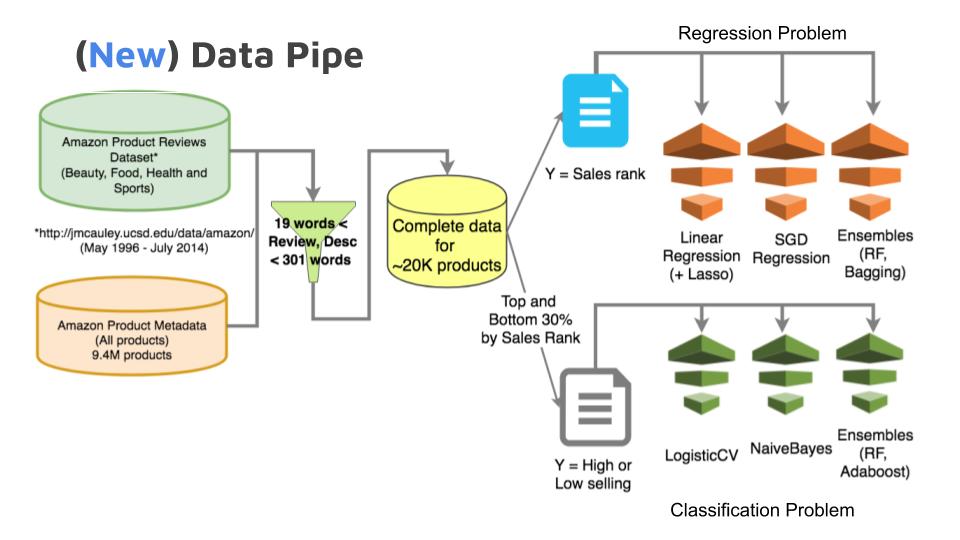 (New) Data Pipe
Amazon Product Reviews
Dataset*
(Beauty, Food, Health and
Sports)
*http://jmcauley.ucsd.edu/data/amazon/
(May 1996 - July 2014)
Amazon Product Metadata
(All products)
9.4M products
19 words <
Review, Desc
< 301 words
Complete data
for
~20K products
Top and
Bottom 30%
by Sales Rank
Regression Problem
Y = Sales rank
Linear
Regression
(+ Lasso)
SGD
Regression
Ensembles
(RF,
Bagging)
Y = High or
Low selling
LogisticCV
NaiveBayes
Ensembles
(RF,
Adaboost)
Classification Problem